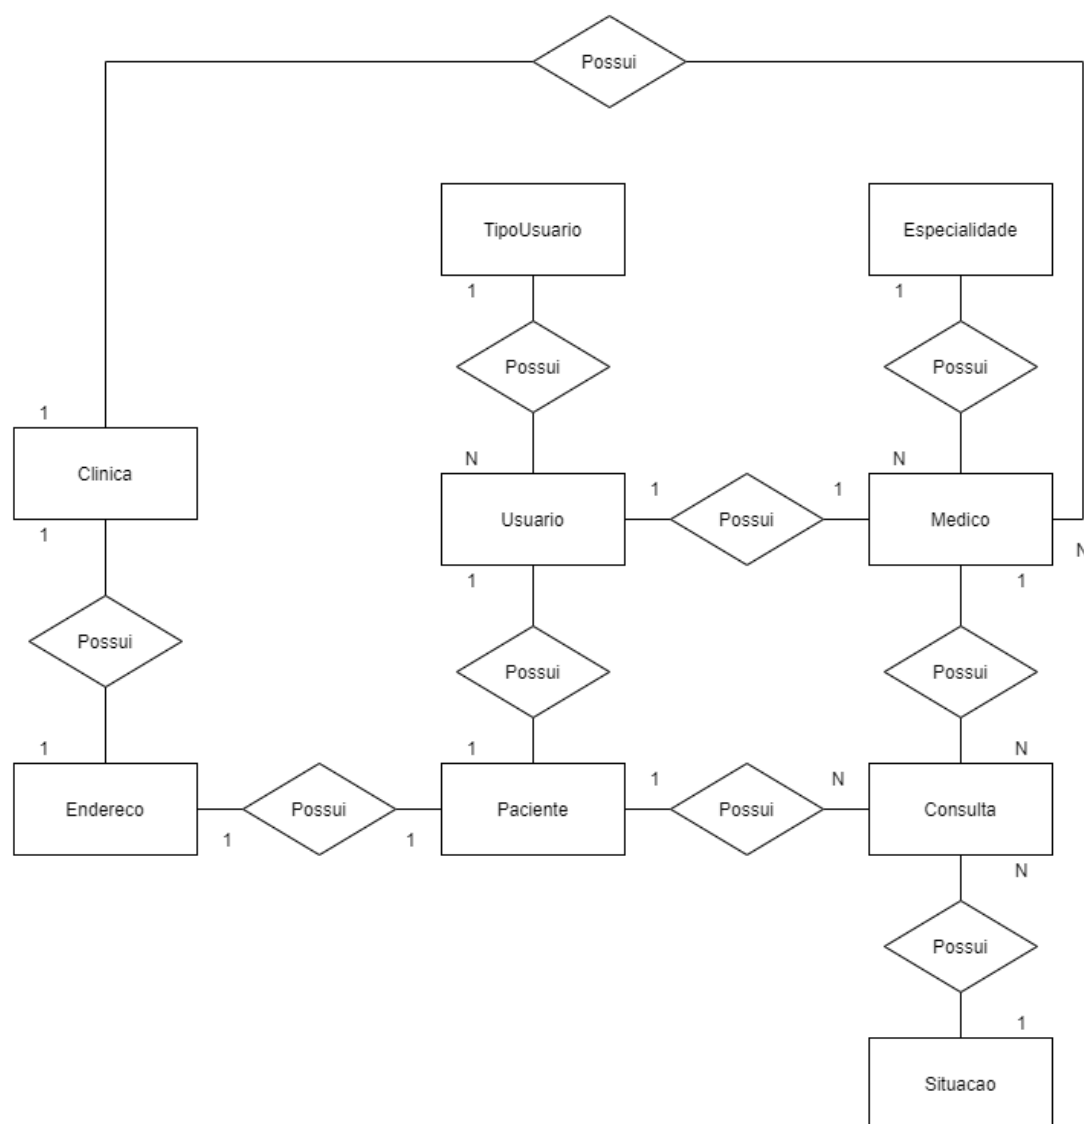 Possui
TipoUsuario
Especialidade
1
1
Possui
Possui
1
Clinica
N
N
1
1
Usuario
Possui
Medico
1
1
1
N
Possui
Possui
Possui
1
1
N
1
N
Endereco
Possui
Paciente
Possui
Consulta
1
1
N
Possui
1
Situacao